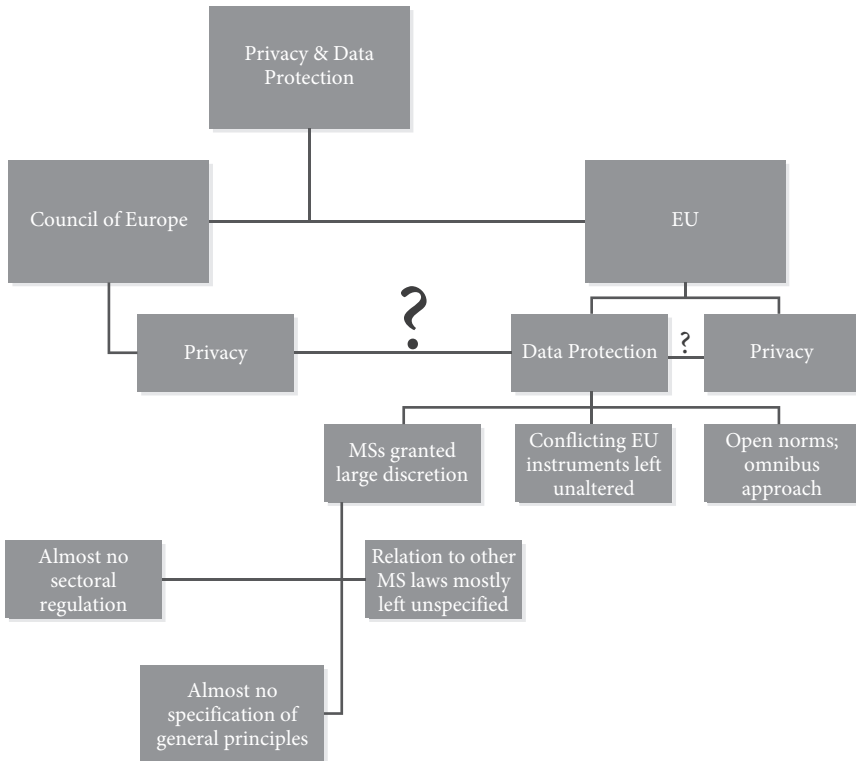 Privacy & Data
Protection
Council of Europe
EU
?
Privacy
Data Protection
?
Privacy
MSs granted
large discretion
Conflicting EU
instruments left
unaltered
Open norms;
omnibus
approach
Almost no
sectoral
regulation
Relation to other
MS laws mostly
left unspecified
Almost no
specification of
general principles